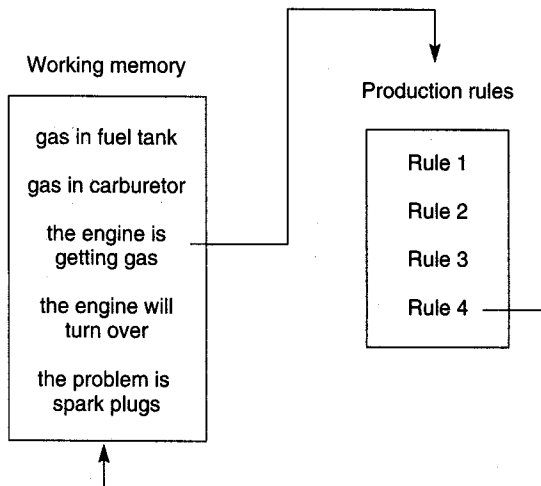 Working memory
gas in fuel tank
gas in carburetor
the engine is
getting gas
the engine will
turn over
the problem is
spark plugs
Production rules
Rule 1
Rule 2
Rule 3
Rule 4